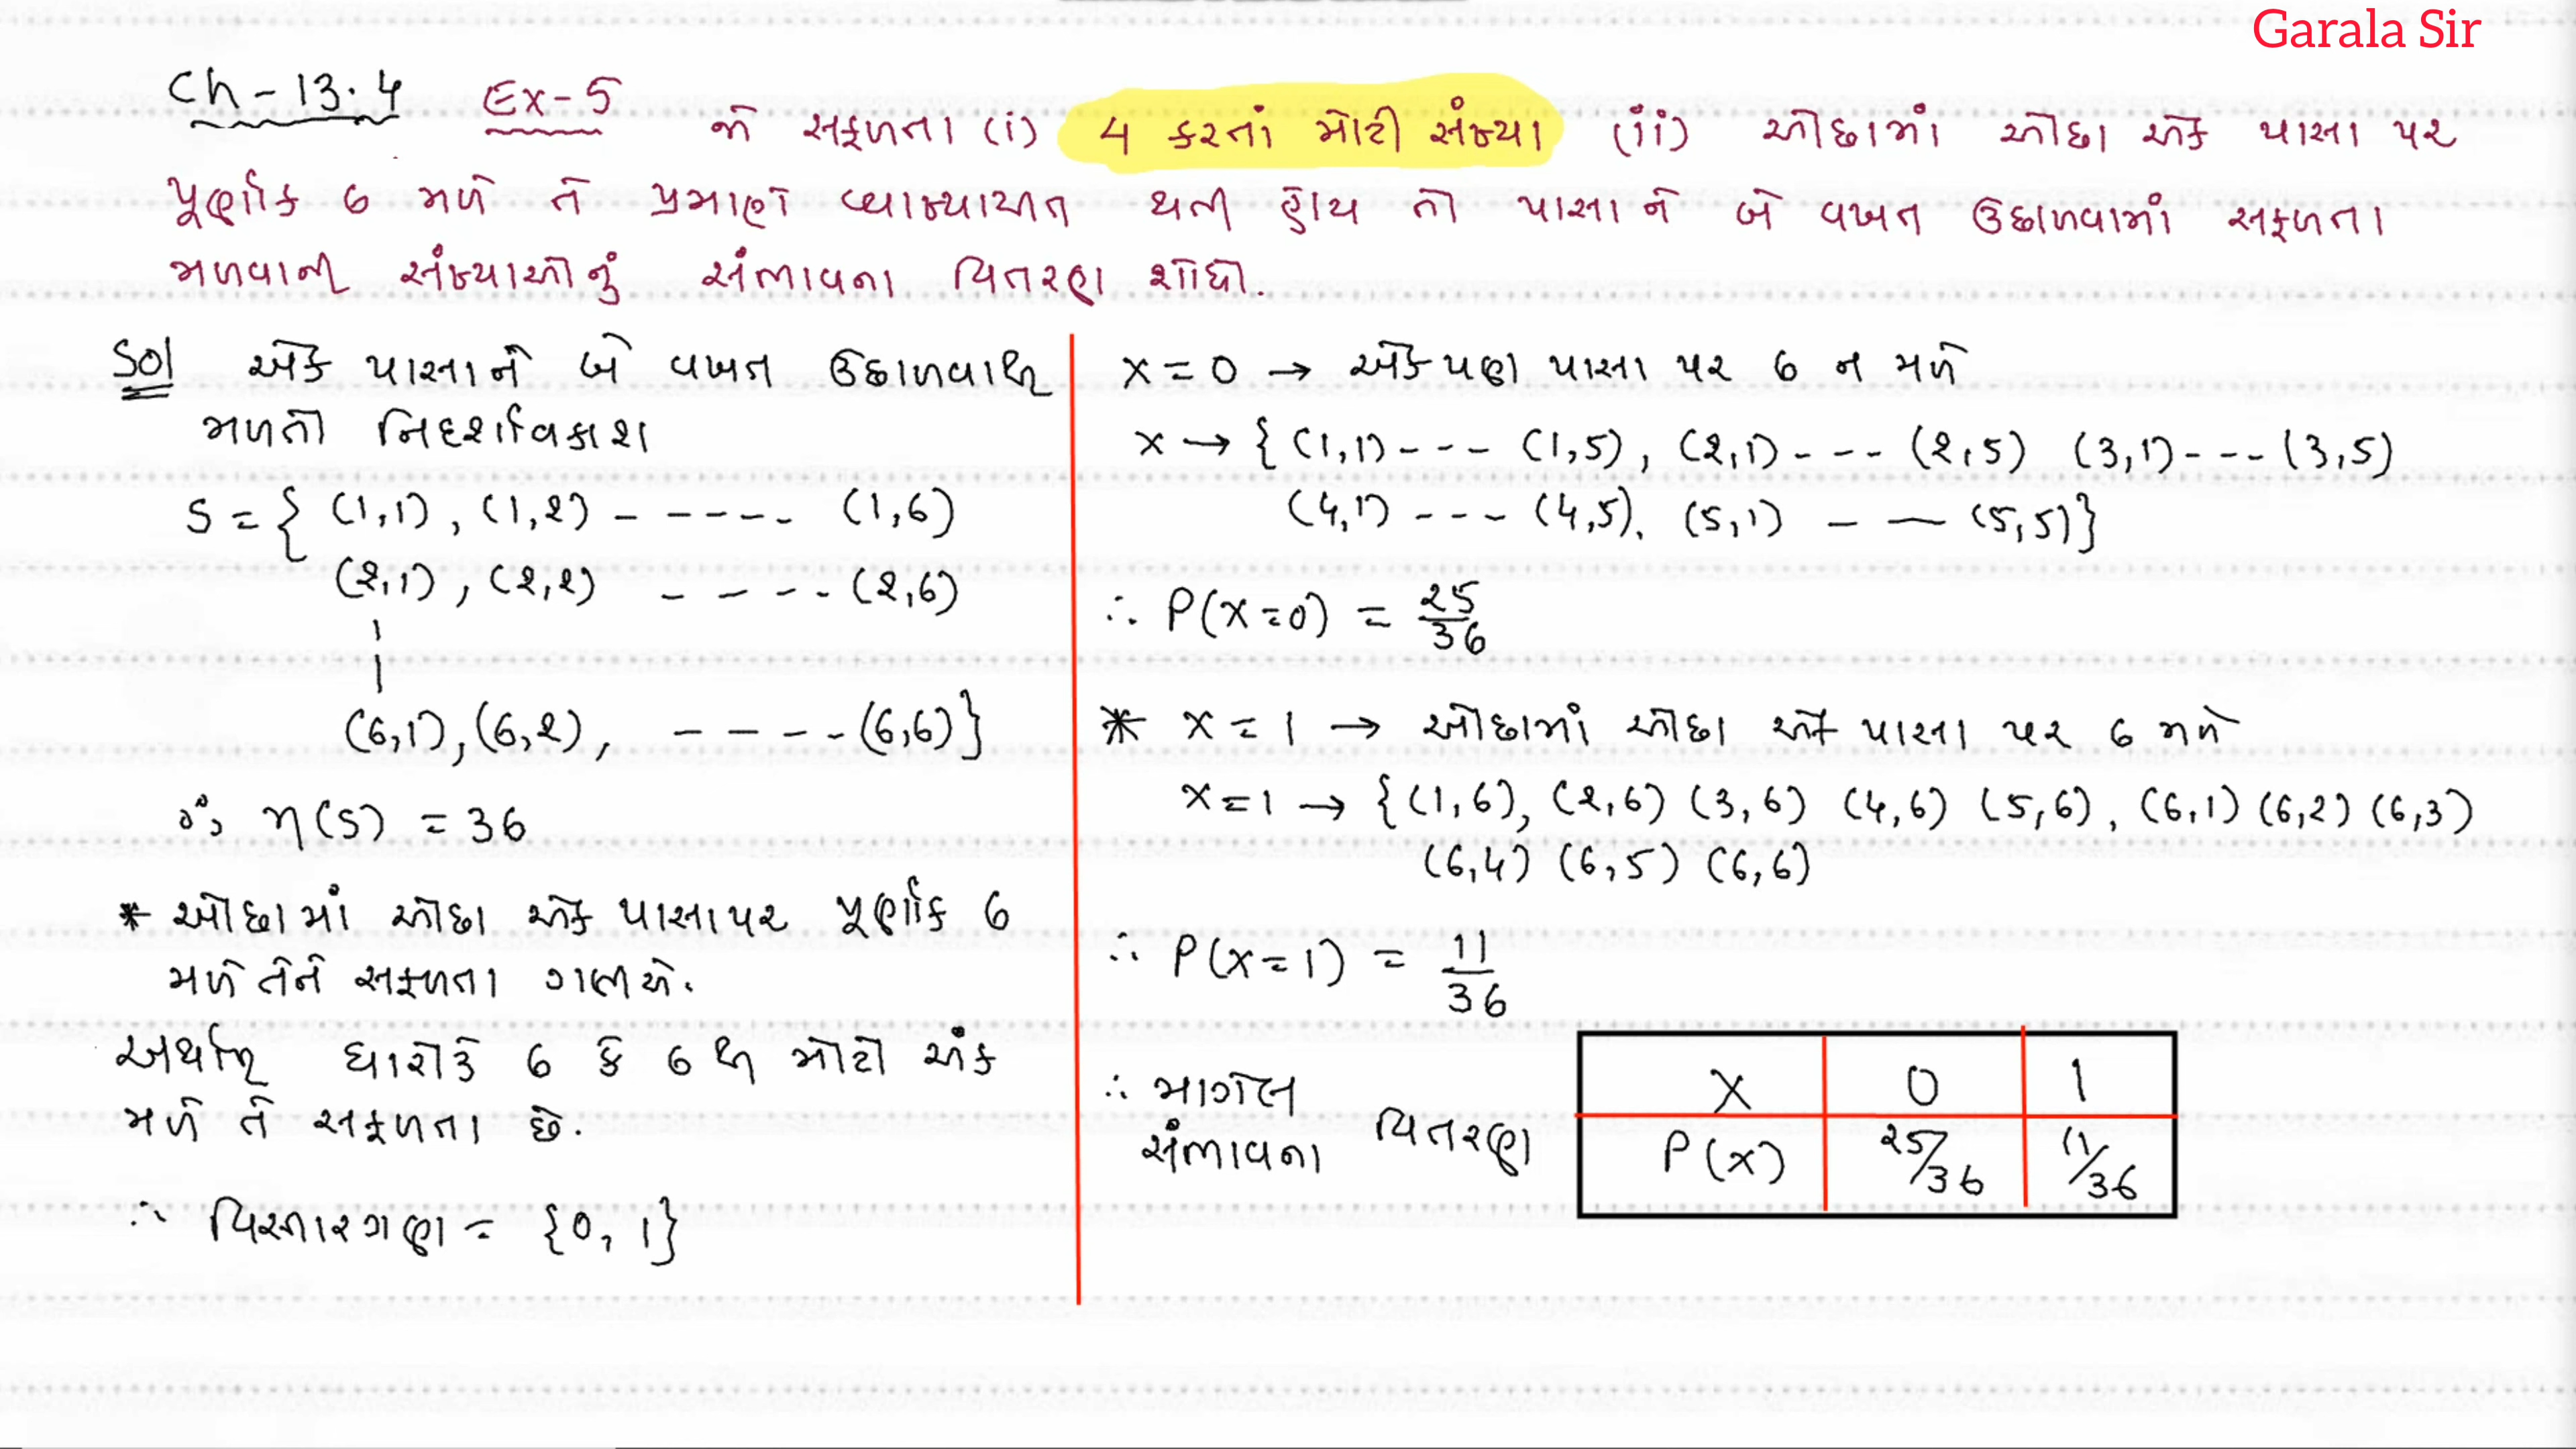 Garala Sir
Ch-13.4 Ex-5 જો સફળતા (i) 4 કરતાં મોટી સંખ્યા (ii) ઓછામાં ઓછા એક પાસા પર
પૂર્ણાંક 6 મળે તે પ્રમાણે વ્યાખ્યાયીત થતી હોય તો પાસાને બે વખત ઉછાળવામાં સફળતા
મળવાની સંખ્યાઓનું સંભાવના વિતરણ શોધો.
Sol એક પાસાને બે વખત ઉછાળવાથી
મળતો નિદર્શાવકાશ
S = { (1,1), (1,2) - - - - - (1,6)
(2,1), (2,2) - - - - (2,6)
(6,1), (6,2), - - - - (6,6)}
∴ n(S) = 36
* ઓછામાં ઓછા એક પાસા પર પૂર્ણાંક 6
મળે તેને સફળતા ગણીએ.
અર્થાત્ ધારોકે 6 કે 6 થી મોટો અંક
મળે તે સફળતા છે.
∴ વિસ્તારગણ = {0, 1}
x = 0 → એક પણ પાસા પર 6 ન મળે
x → { (1,1) - - - (1,5), (2,1) - - - (2,5) (3,1) - - - (3,5)
(4,1) - - - (4,5), (5,1) - — (5,5)}
∴ P(x=0) = 25/36
* x = 1 → ઓછામાં ઓછા એક પાસા પર 6 મળે
x = 1 → {(1,6), (2,6) (3,6) (4,6) (5,6), (6,1) (6,2) (6,3)
(6,4) (6,5) (6,6)
∴ P(x=1) = 11/36
∴ માંગેલ
સંભાવના વિતરણ
X 0 1
P(x) 25/36 11/36